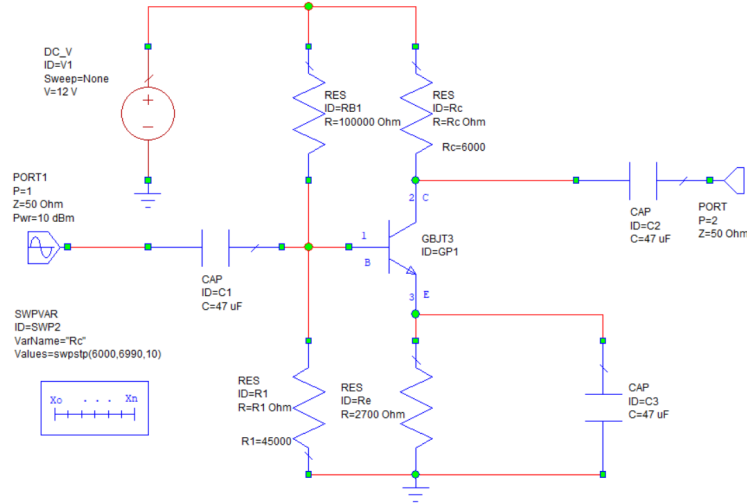 DC_V
ID=V1
Sweep=None
V=12 V
RES
ID=RB1
R=100000 Ohm
RES
ID=Rc
R=Rc Ohm
Rc=6000
PORT1
P=1
Z=50 Ohm
Pwr=10 dBm
CAP
ID=C1
C=47 uF
1
B
2 C
GBJT3
ID=GP1
3 E
CAP
ID=C2
C=47 uF
PORT
P=2
Z=50 Ohm
SWPVAR
ID=SWP2
VarName="Rc"
Values=swpstp(6000,6990,10)
Xo . . . Xn
RES
ID=R1
R=R1 Ohm
R1=45000
RES
ID=Re
R=2700 Ohm
CAP
ID=C3
C=47 uF